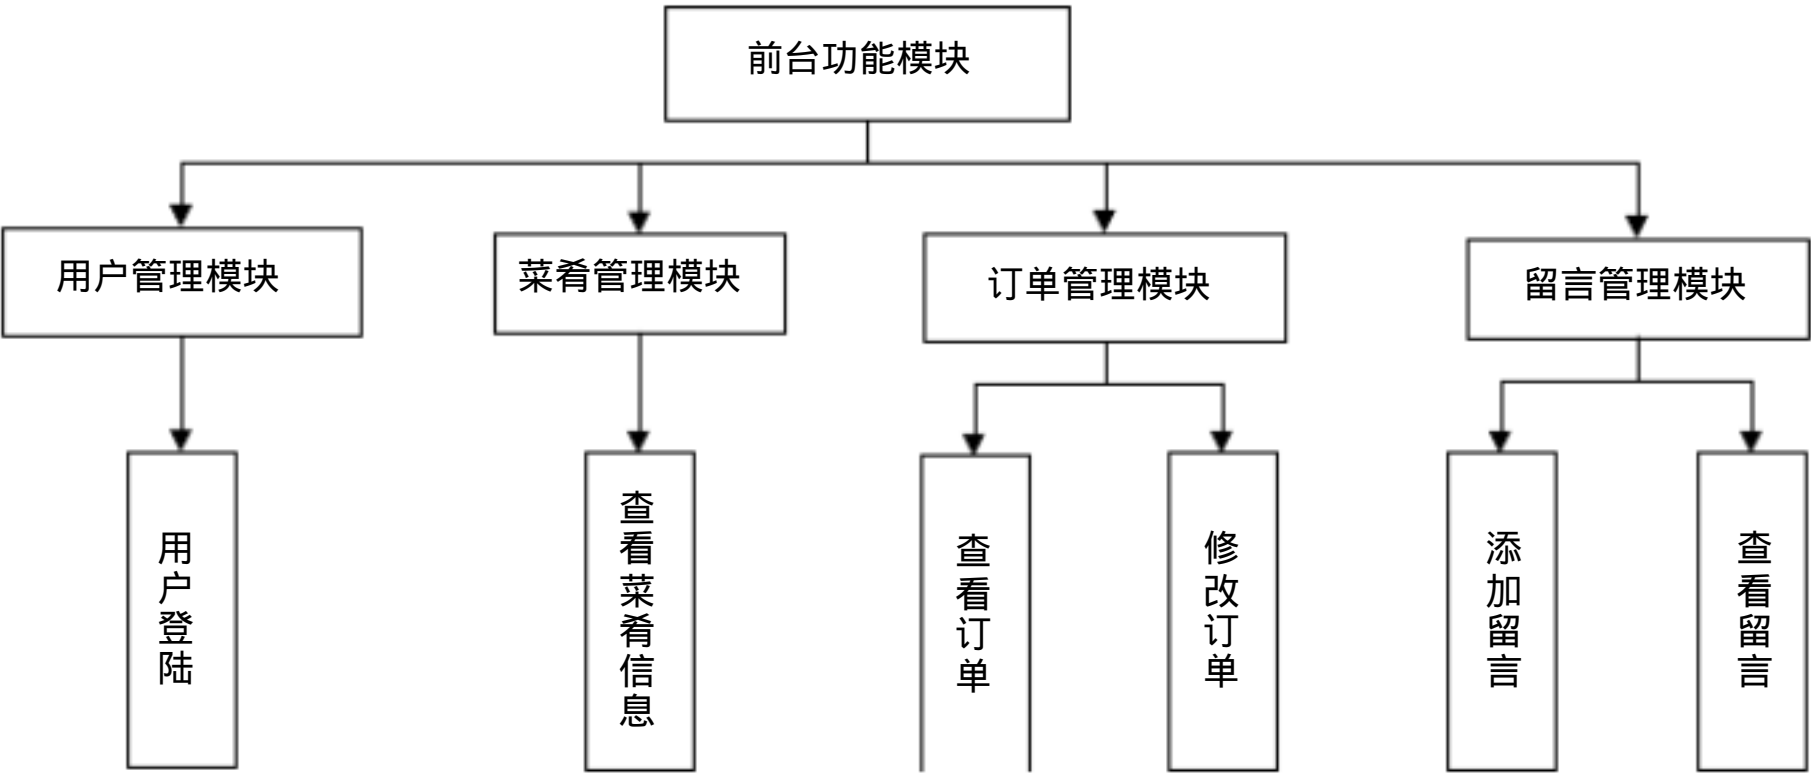 前台功能模块
用户管理模块
菜肴管理模块
订单管理模块
留言管理模块
用户登陆
查看菜肴信息
查看订单
修改订单
添加留言
查看留言